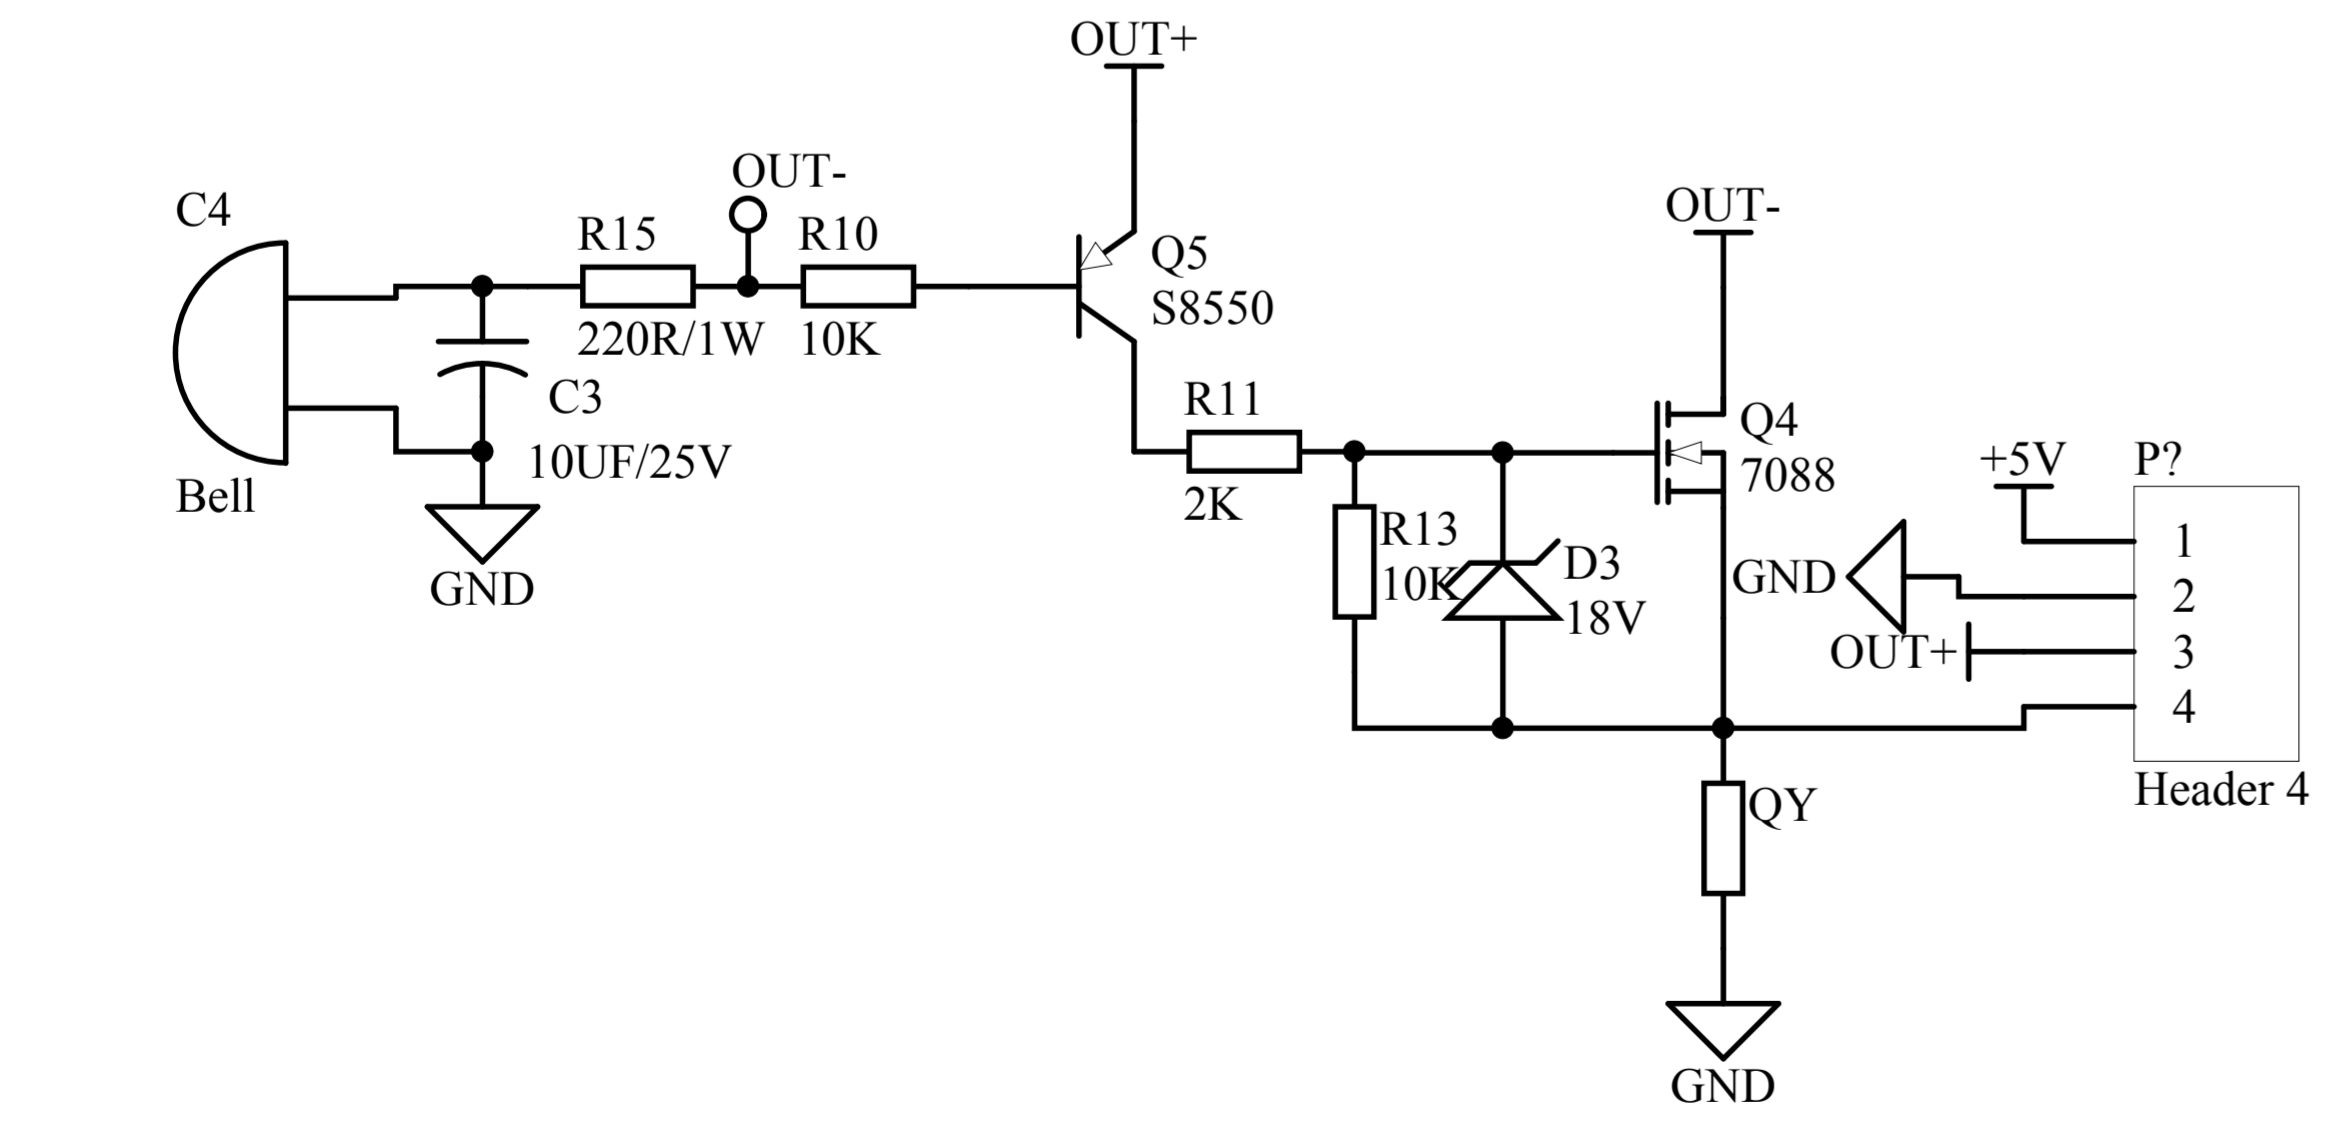 OUT+
OUT-
C4
R15
R10
Q5
S8550
OUT-
220R/1W
10K
C3
10UF/25V
Bell
GND
R11
2K
Q4
7088
+5V
P?
R13
10K
D3
18V
GND
OUT+
1
2
3
4
Header 4
QY
GND